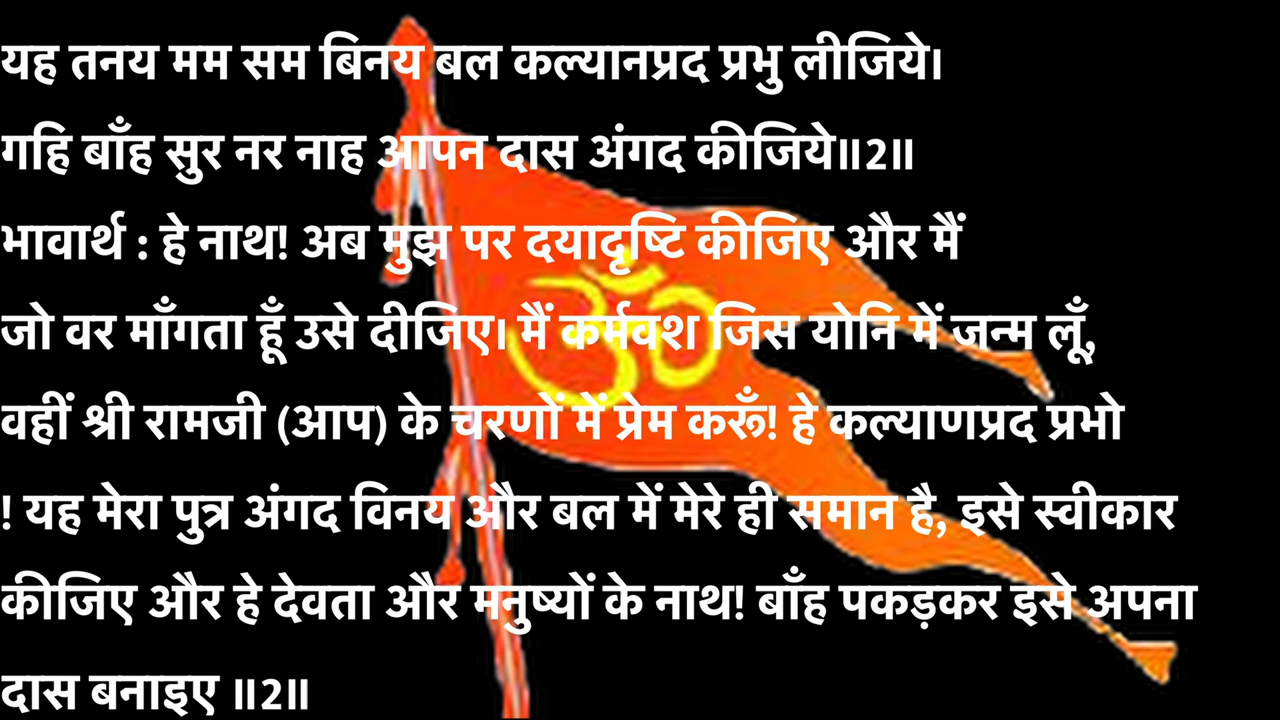 यह तनय मम सम बिनय बल कल्यानप्रद प्रभु लीजिये।
गहि बाँह सुर नर नाह आपन दास अंगद कीजिये॥2॥
भावार्थ : हे नाथ! अब मुझ पर दयादृष्टि कीजिए और मैं
जो वर माँगता हूँ उसे दीजिए। मैं कर्मवश जिस योनि में जन्म लूँ,
वहीं श्री रामजी (आप) के चरणों में प्रेम करूँ! हे कल्याणप्रद प्रभो
! यह मेरा पुत्र अंगद विनय और बल में मेरे ही समान है, इसे स्वीकार
कीजिए और हे देवता और मनुष्यों के नाथ! बाँह पकड़कर इसे अपना
दास बनाइए ॥2॥
ॐ